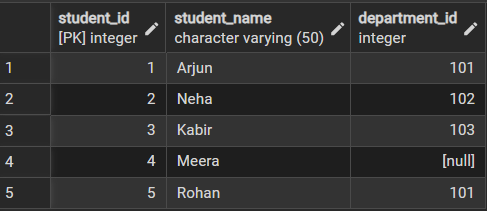 student_id student_name department_id
[PK] integer character varying (50) integer
1 1 Arjun 101
2 2 Neha 102
3 3 Kabir 103
4 4 Meera [null]
5 5 Rohan 101